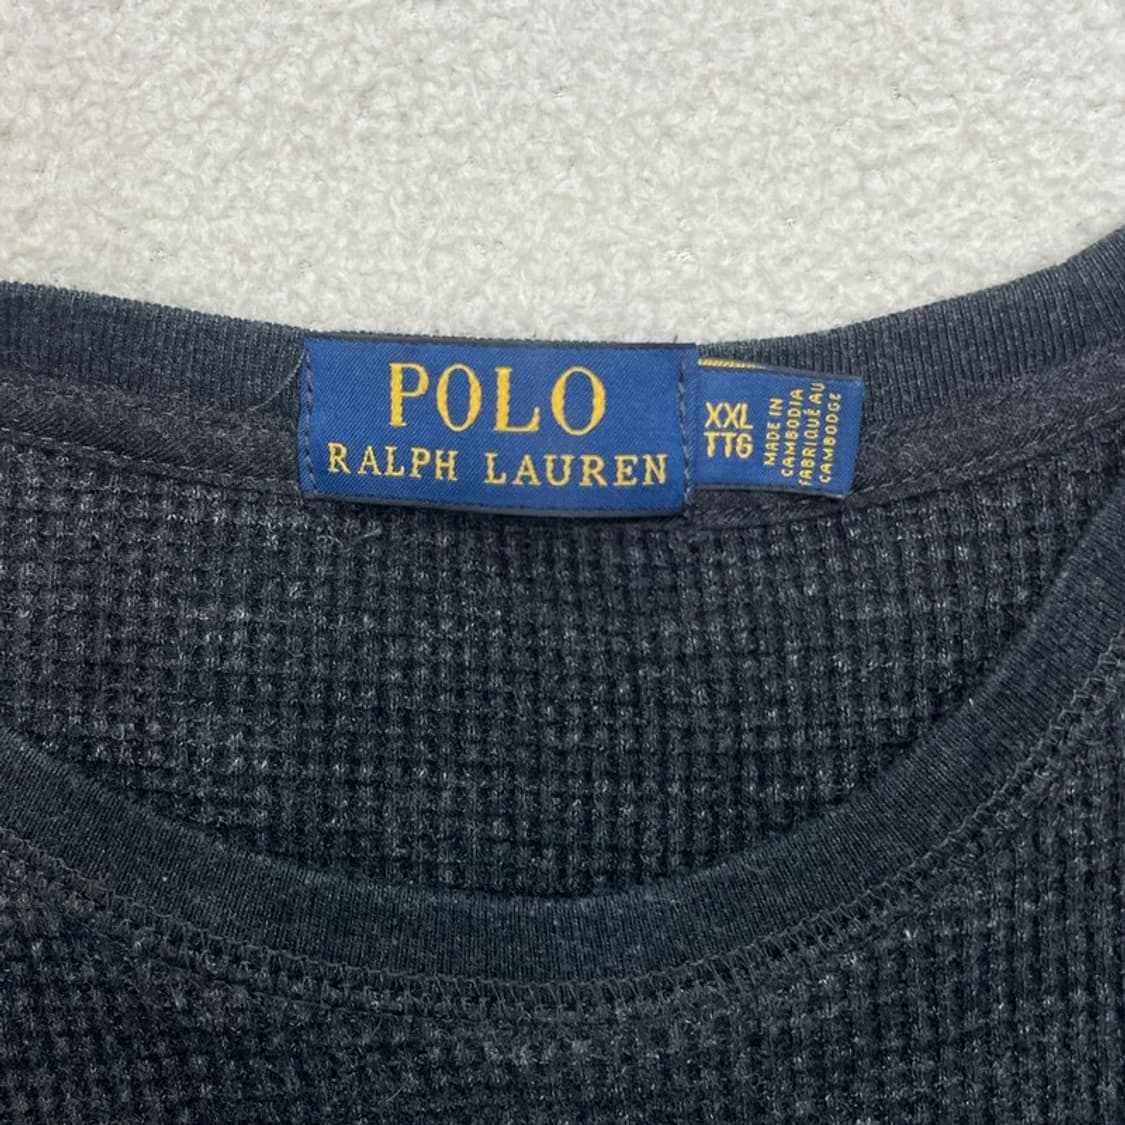 POLO
RALPH LAUREN
XXL
TTG
MADE IN
CAMBODIA
FABRIQUÉ AU
CAMBODGE